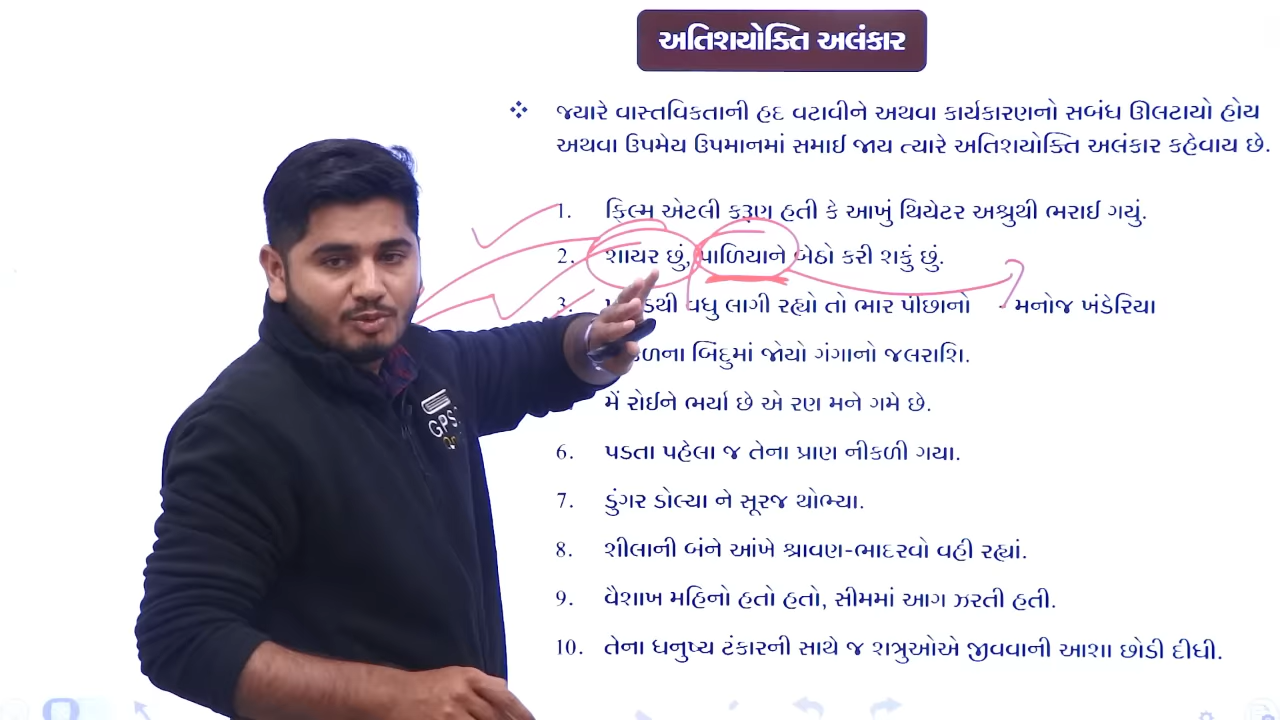 અતિશયોક્તિ અલંકાર
❖ જ્યારે વાસ્તવિકતાની હદ વટાવીને અથવા કાર્યકારણનો સબંધ ઊલટાયો હોય
અથવા ઉપમેય ઉપમાનમાં સમાઈ જાય ત્યારે અતિશયોક્તિ અલંકાર કહેવાય છે.
1. ફિલ્મ એટલી કરૂણ હતી કે આખું થિયેટર અશ્રુથી ભરાઈ ગયું.
2. શાયર છું, પાળિયાને બેઠો કરી શકું છું.
3. વધુ લાગી રહ્યો તો ભાર પીંછાનો - મનોજ ખંડેરિયા
બિંદુમાં જોયો ગંગાનો જલરાશિ.
મેં રોઈને ભર્યા છે એ રણ મને ગમે છે.
6. પડતા પહેલા જ તેના પ્રાણ નીકળી ગયા.
7. ડુંગર ડોલ્યા ને સૂરજ થોભ્યા.
8. શીલાની બંને આંખે શ્રાવણ-ભાદરવો વહી રહ્યાં.
9. વૈશાખ મહિનો હતો હતો, સીમમાં આગ ઝરતી હતી.
10. તેના ધનુષ્ય ટંકારની સાથે જ શત્રુઓએ જીવવાની આશા છોડી દીધી.